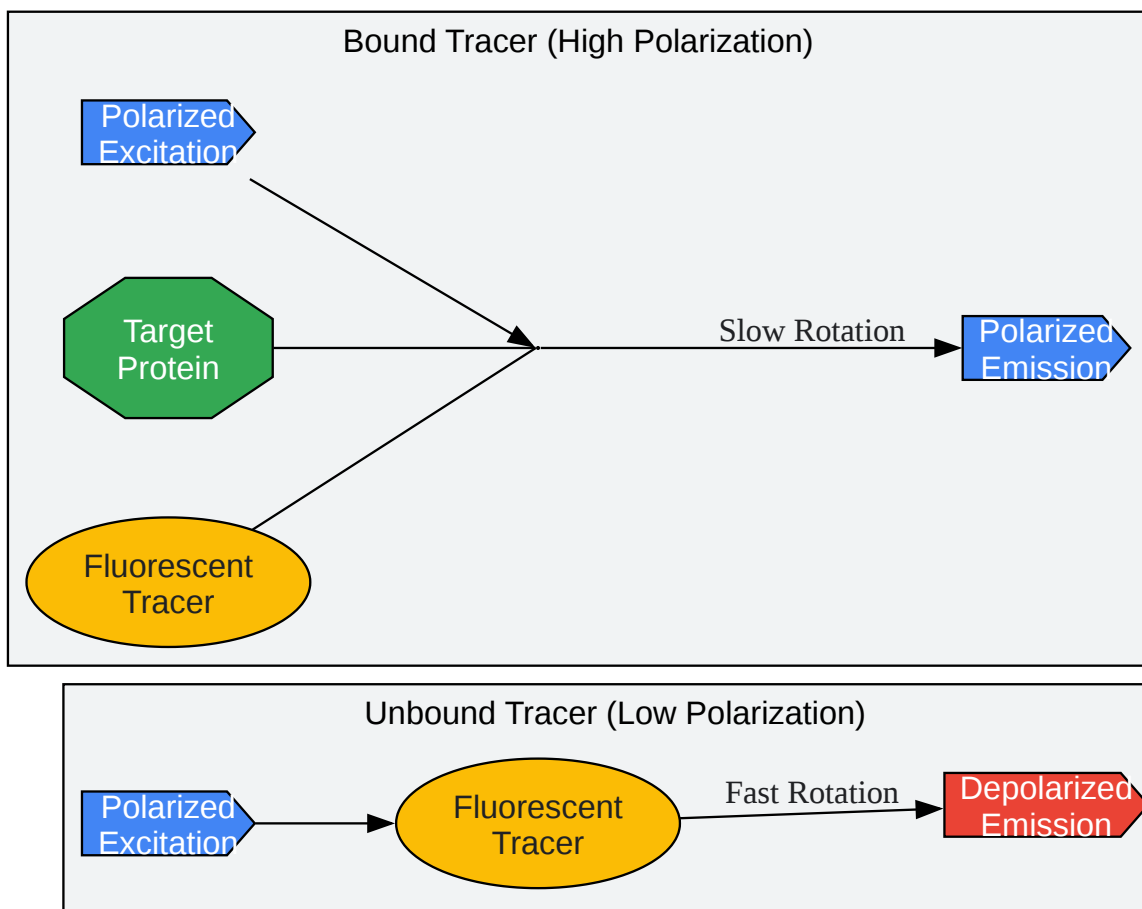 Bound Tracer (High Polarization)
Polarized
Excitation
Target
Protein
Slow Rotation
Polarized
Emission
Fluorescent
Tracer
Unbound Tracer (Low Polarization)
Polarized
Excitation
Fluorescent
Tracer
Fast Rotation
Depolarized
Emission